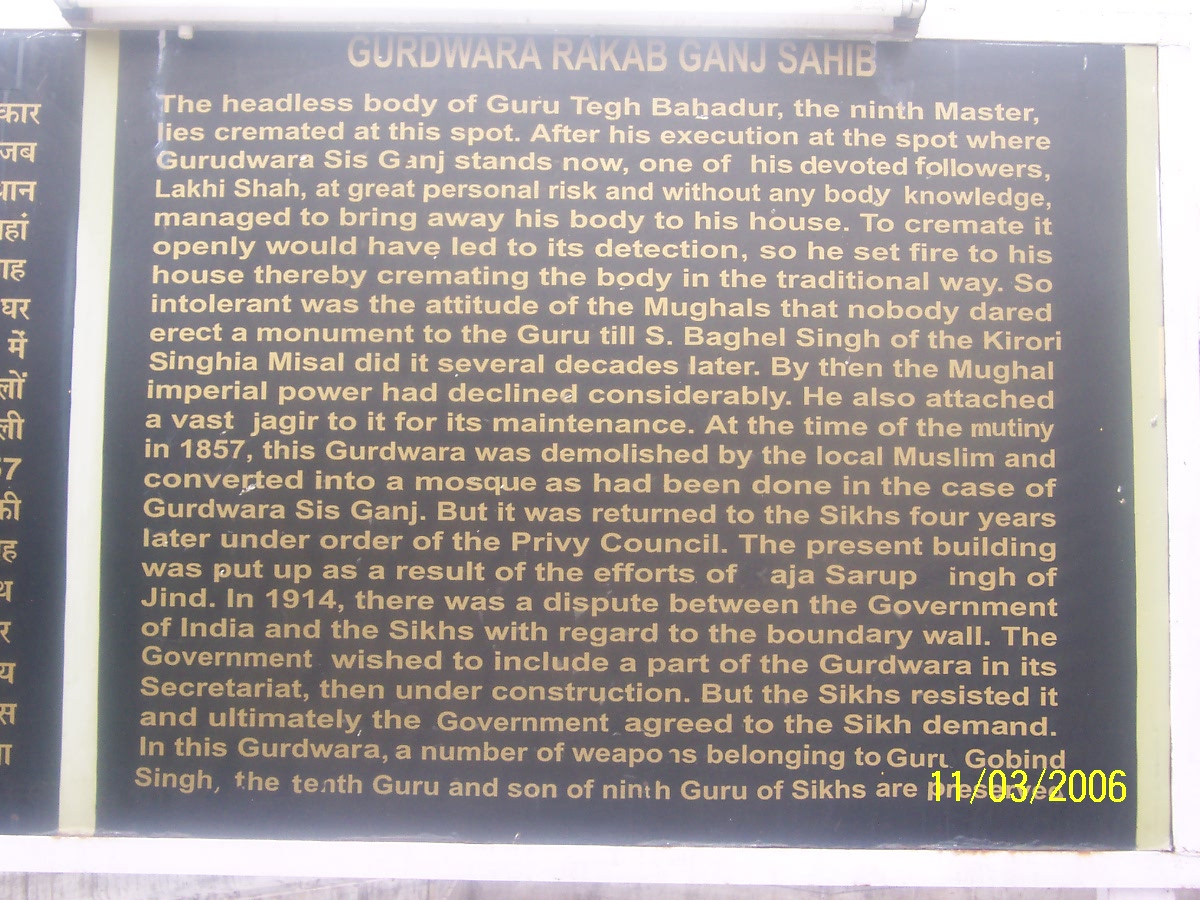 GURDWARA RAKAB GANJ SAHIB
The headless body of Guru Tegh Bahadur, the ninth Master,
lies cremated at this spot. After his execution at the spot where
Gurudwara Sis Ganj stands now, one of his devoted followers,
Lakhi Shah, at great personal risk and without any body knowledge,
managed to bring away his body to his house. To cremate it
openly would have led to its detection, so he set fire to his
house thereby cremating the body in the traditional way. So
intolerant was the attitude of the Mughals that nobody dared
erect a monument to the Guru till S. Baghel Singh of the Kirori
Singhia Misal did it several decades later. By then the Mughal
imperial power had declined considerably. He also attached
a vast jagir to it for its maintenance. At the time of the mutiny
in 1857, this Gurdwara was demolished by the local Muslim and
converted into a mosque as had been done in the case of
Gurdwara Sis Ganj. But it was returned to the Sikhs four years
later under order of the Privy Council. The present building
was put up as a result of the efforts of aja Sarup ingh of
Jind. In 1914, there was a dispute between the Government
of India and the Sikhs with regard to the boundary wall. The
Government wished to include a part of the Gurdwara in its
Secretariat, then under construction. But the Sikhs resisted it
and ultimately the Government agreed to the Sikh demand.
In this Gurdwara, a number of weapons belonging to Guru Gobind
Singh, the tenth Guru and son of ninth Guru of Sikhs are preserved
11/03/2006
कार
जब
हां
ाह
घर
में
लों
ली
57
की
ह
थ
र
य
स